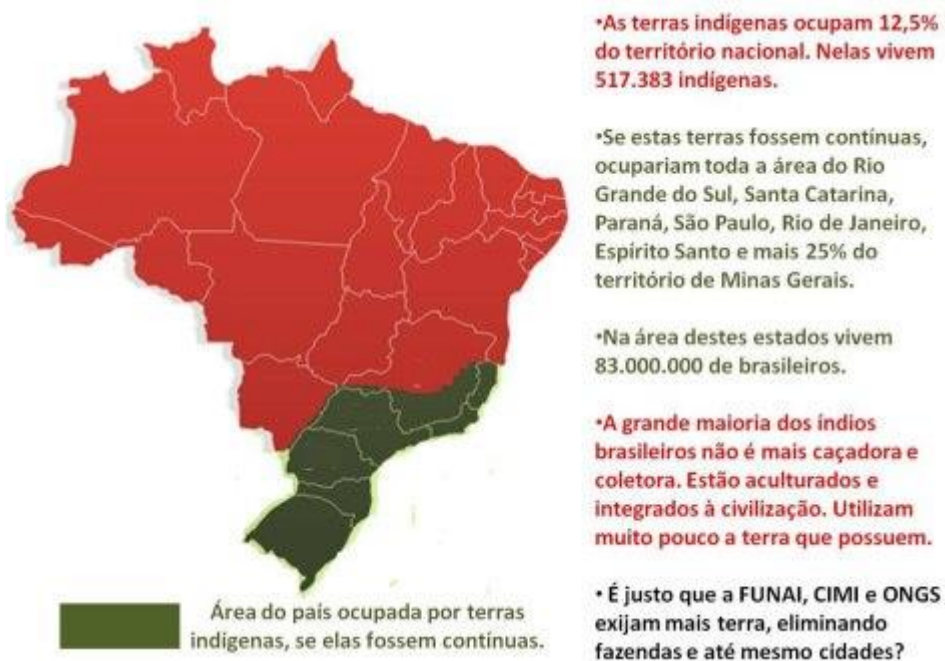 •As terras indígenas ocupam 12,5%
do território nacional. Nelas vivem
517.383 indígenas.
•Se estas terras fossem contínuas,
ocupariam toda a área do Rio
Grande do Sul, Santa Catarina,
Paraná, São Paulo, Rio de Janeiro,
Espírito Santo e mais 25% do
território de Minas Gerais.
•Na área destes estados vivem
83.000.000 de brasileiros.
•A grande maioria dos índios
brasileiros não é mais caçadora e
coletora. Estão aculturados e
integrados à civilização. Utilizam
muito pouco a terra que possuem.
• É justo que a FUNAI, CIMI e ONGS
exijam mais terra, eliminando
fazendas e até mesmo cidades?
Área do país ocupada por terras
indígenas, se elas fossem contínuas.